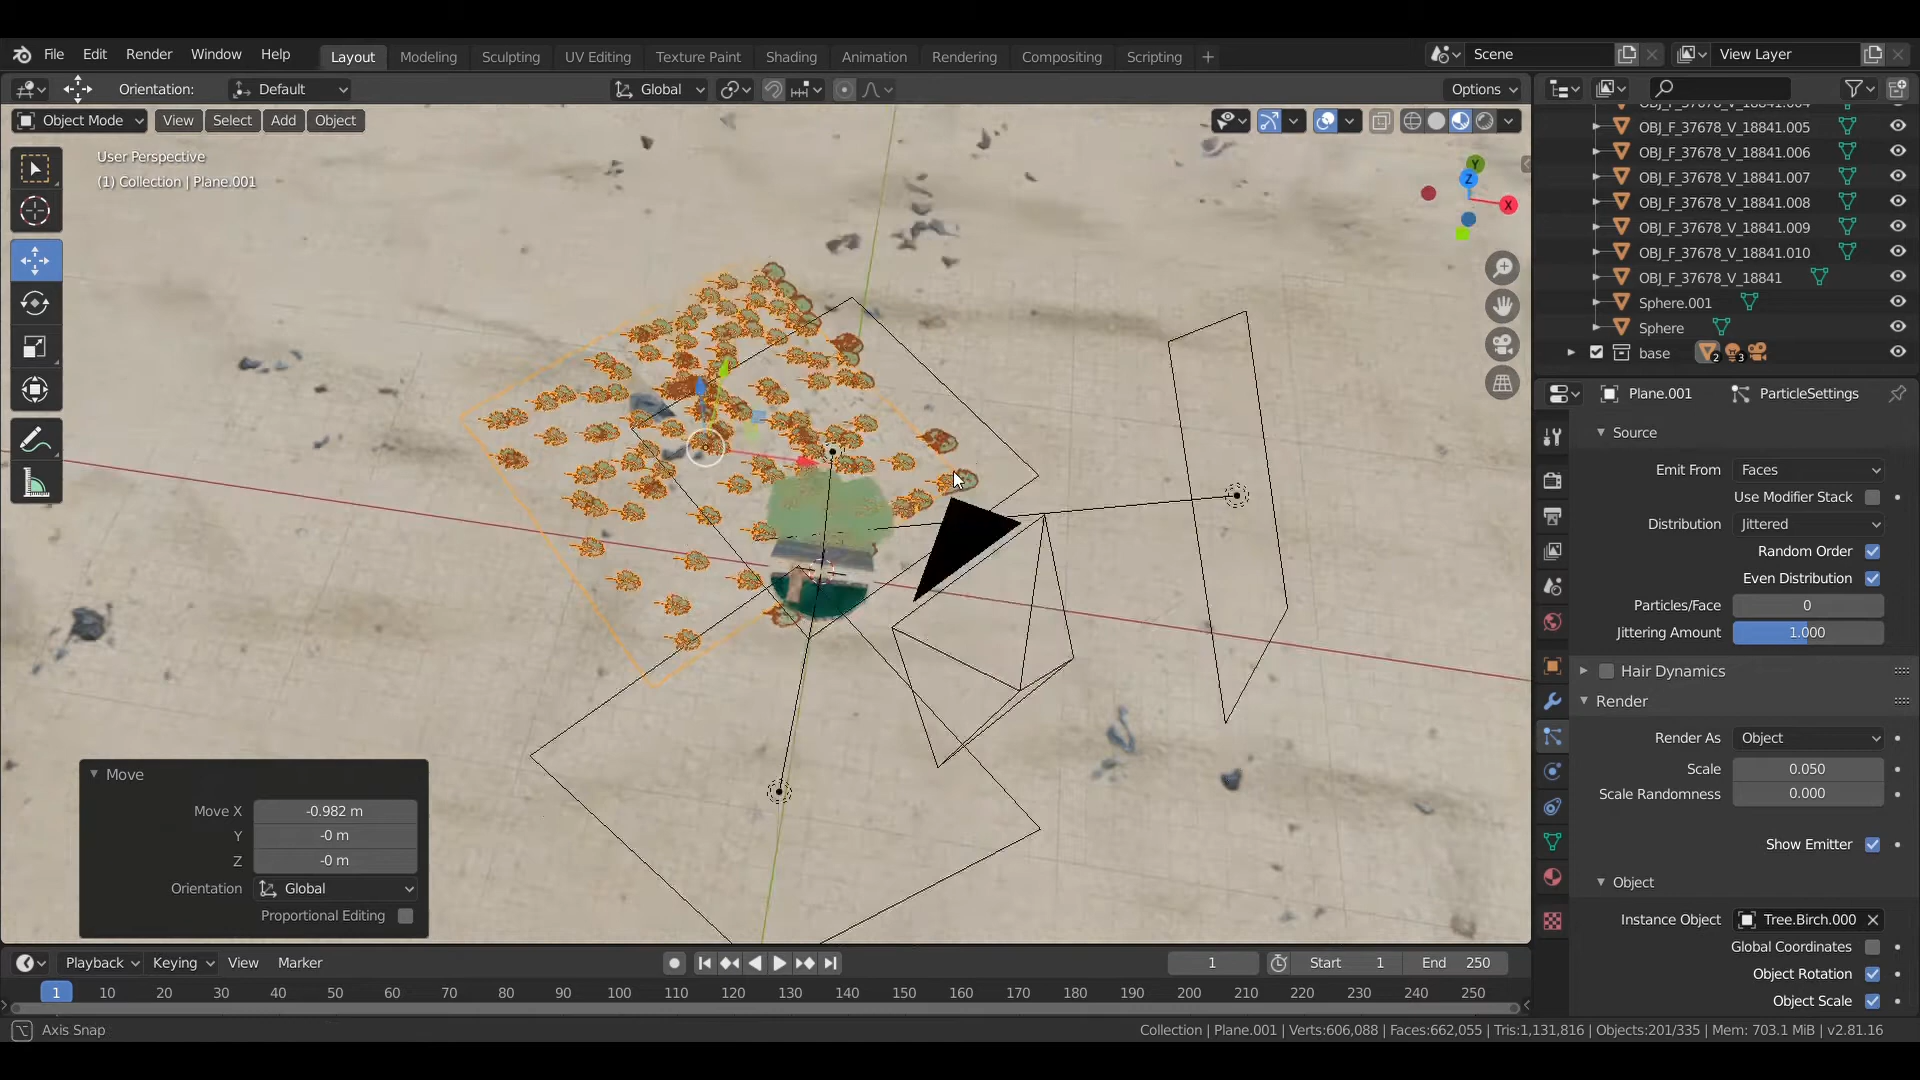 File Edit Render Window Help Layout Modeling Sculpting UV Editing Texture Paint Shading Animation Rendering Compositing Scripting + Scene View Layer
Orientation: Default Global Options
Object Mode View Select Add Object
User Perspective
(1) Collection | Plane.001
Y
Z
X
OBJ_F_37678_V_18841.004
OBJ_F_37678_V_18841.005
OBJ_F_37678_V_18841.006
OBJ_F_37678_V_18841.007
OBJ_F_37678_V_18841.008
OBJ_F_37678_V_18841.009
OBJ_F_37678_V_18841.010
OBJ_F_37678_V_18841
Sphere.001
Sphere
base 2 3
Plane.001 ParticleSettings
Source
Emit From Faces
Use Modifier Stack
Distribution Jittered
Random Order
Even Distribution
Particles/Face 0
Jittering Amount 1.000
Hair Dynamics
Render
Render As Object
Scale 0.050
Scale Randomness 0.000
Show Emitter
Object
Instance Object Tree.Birch.000
Global Coordinates
Object Rotation
Object Scale
Move
Move X -0.982 m
Y -0 m
Z -0 m
Orientation Global
Proportional Editing
Playback Keying View Marker 1 Start 1 End 250
1 10 20 30 40 50 60 70 80 90 100 110 120 130 140 150 160 170 180 190 200 210 220 230 240 250
Axis Snap
Collection | Plane.001 | Verts:606,088 | Faces:662,055 | Tris:1,131,816 | Objects:201/335 | Mem: 703.1 MiB | v2.81.16